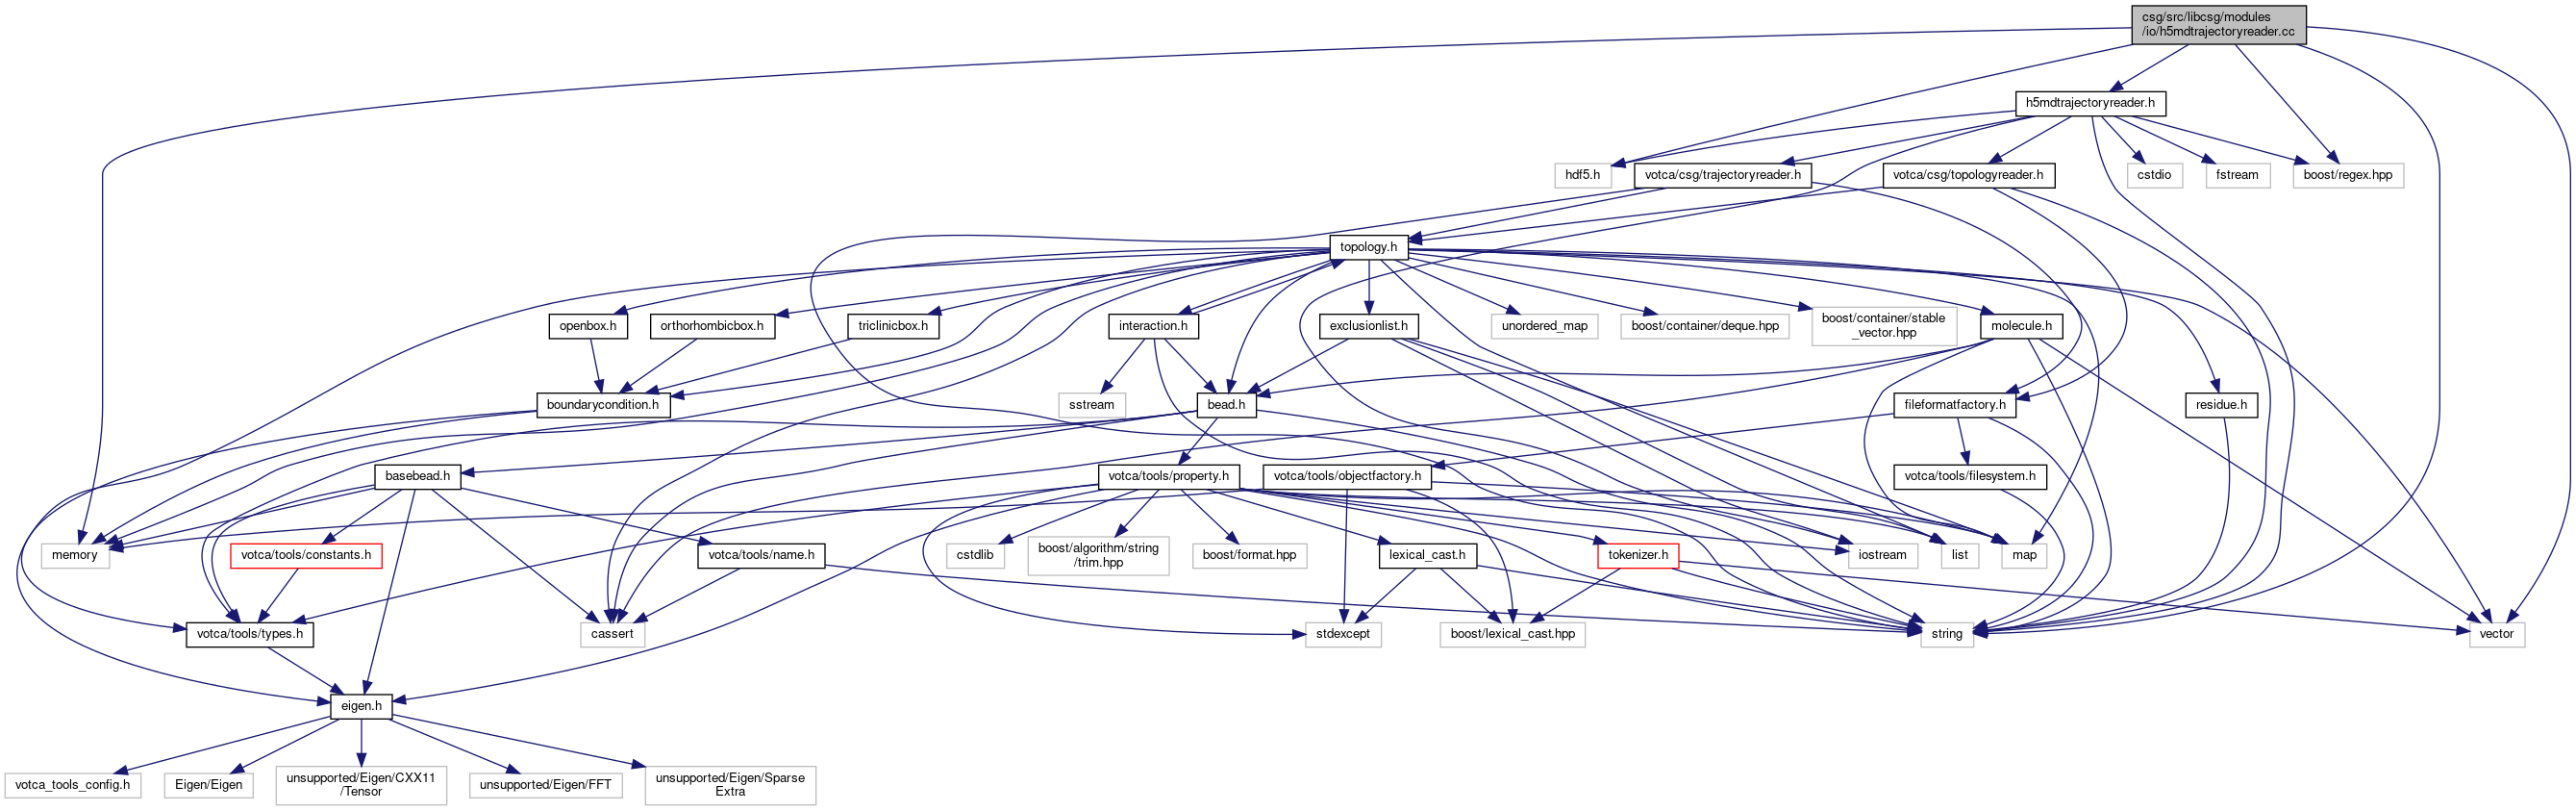 csg/src/libcsg/modules
/io/h5mdtrajectoryreader.cc
h5mdtrajectoryreader.h
hdf5.h
votca/csg/trajectoryreader.h
votca/csg/topologyreader.h
cstdio
fstream
boost/regex.hpp
topology.h
openbox.h
orthorhombicbox.h
triclinicbox.h
interaction.h
exclusionlist.h
unordered_map
boost/container/deque.hpp
boost/container/stable
_vector.hpp
molecule.h
boundarycondition.h
sstream
bead.h
fileformatfactory.h
residue.h
basebead.h
votca/tools/property.h
votca/tools/objectfactory.h
votca/tools/filesystem.h
memory
votca/tools/constants.h
votca/tools/name.h
cstdlib
boost/algorithm/string
/trim.hpp
boost/format.hpp
lexical_cast.h
tokenizer.h
iostream
list
map
votca/tools/types.h
cassert
stdexcept
boost/lexical_cast.hpp
string
vector
eigen.h
votca_tools_config.h
Eigen/Eigen
unsupported/Eigen/CXX11
/Tensor
unsupported/Eigen/FFT
unsupported/Eigen/Sparse
Extra